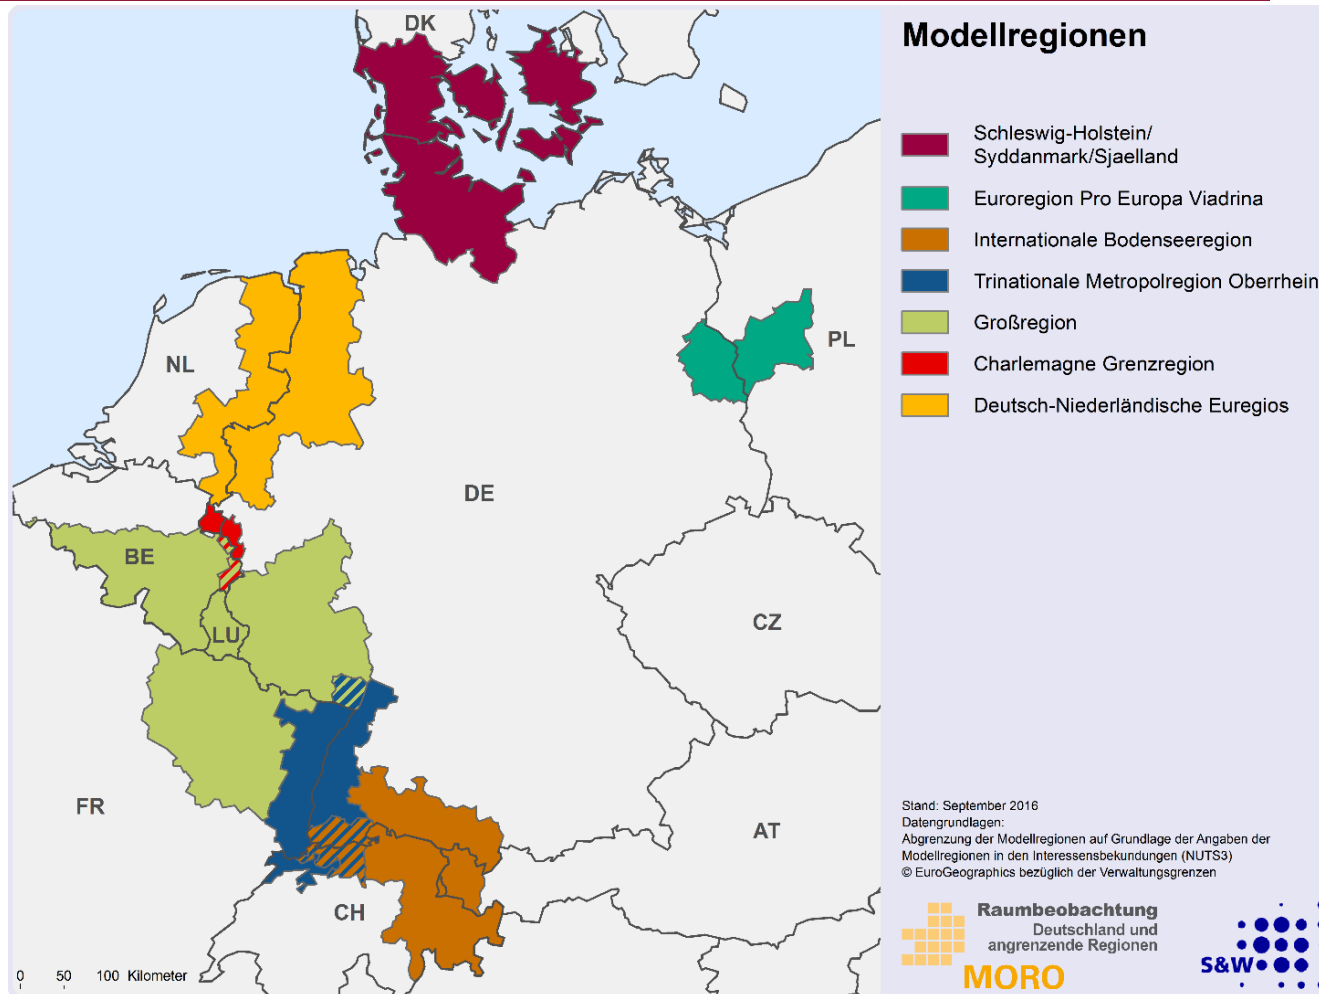 Modellregionen
Schleswig-Holstein/
Syddanmark/Sjaelland
Euroregion Pro Europa Viadrina
Internationale Bodenseeregion
Trinationale Metropolregion Oberrhein
Großregion
Charlemagne Grenzregion
Deutsch-Niederländische Euregios
DK
NL
PL
DE
BE
LU
CZ
FR
AT
CH
0 50 100 Kilometer
Stand: September 2016
Datengrundlagen:
Abgrenzung der Modellregionen auf Grundlage der Angaben der
Modellregionen in den Interessensbekundungen (NUTS3)
© EuroGeographics bezüglich der Verwaltungsgrenzen
Raumbeobachtung
Deutschland und
angrenzende Regionen
MORO
S&W